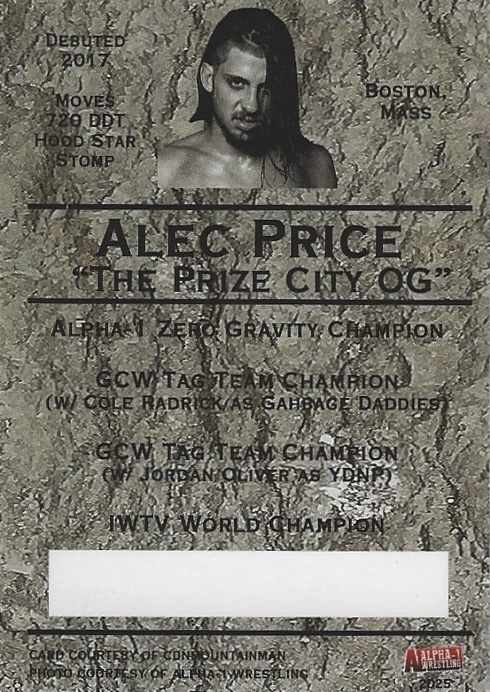 Debuted
2017
Moves
720 DDT
Hood Star
Stomp
Boston,
Mass
Alec Price
"The Prize City OG"
Alpha-1 Zero Gravity Champion
GCW Tag Team Champion
(w/ Cole Radrick as Gahbage Daddies)
GCW Tag Team Champion
(w/ Jordan Oliver as YDNP)
IWTV World Champion
Card courtesy of CDNMountainman
Photo courtesy of Alpha-1 Wrestling
Alpha-1
Wrestling
2025